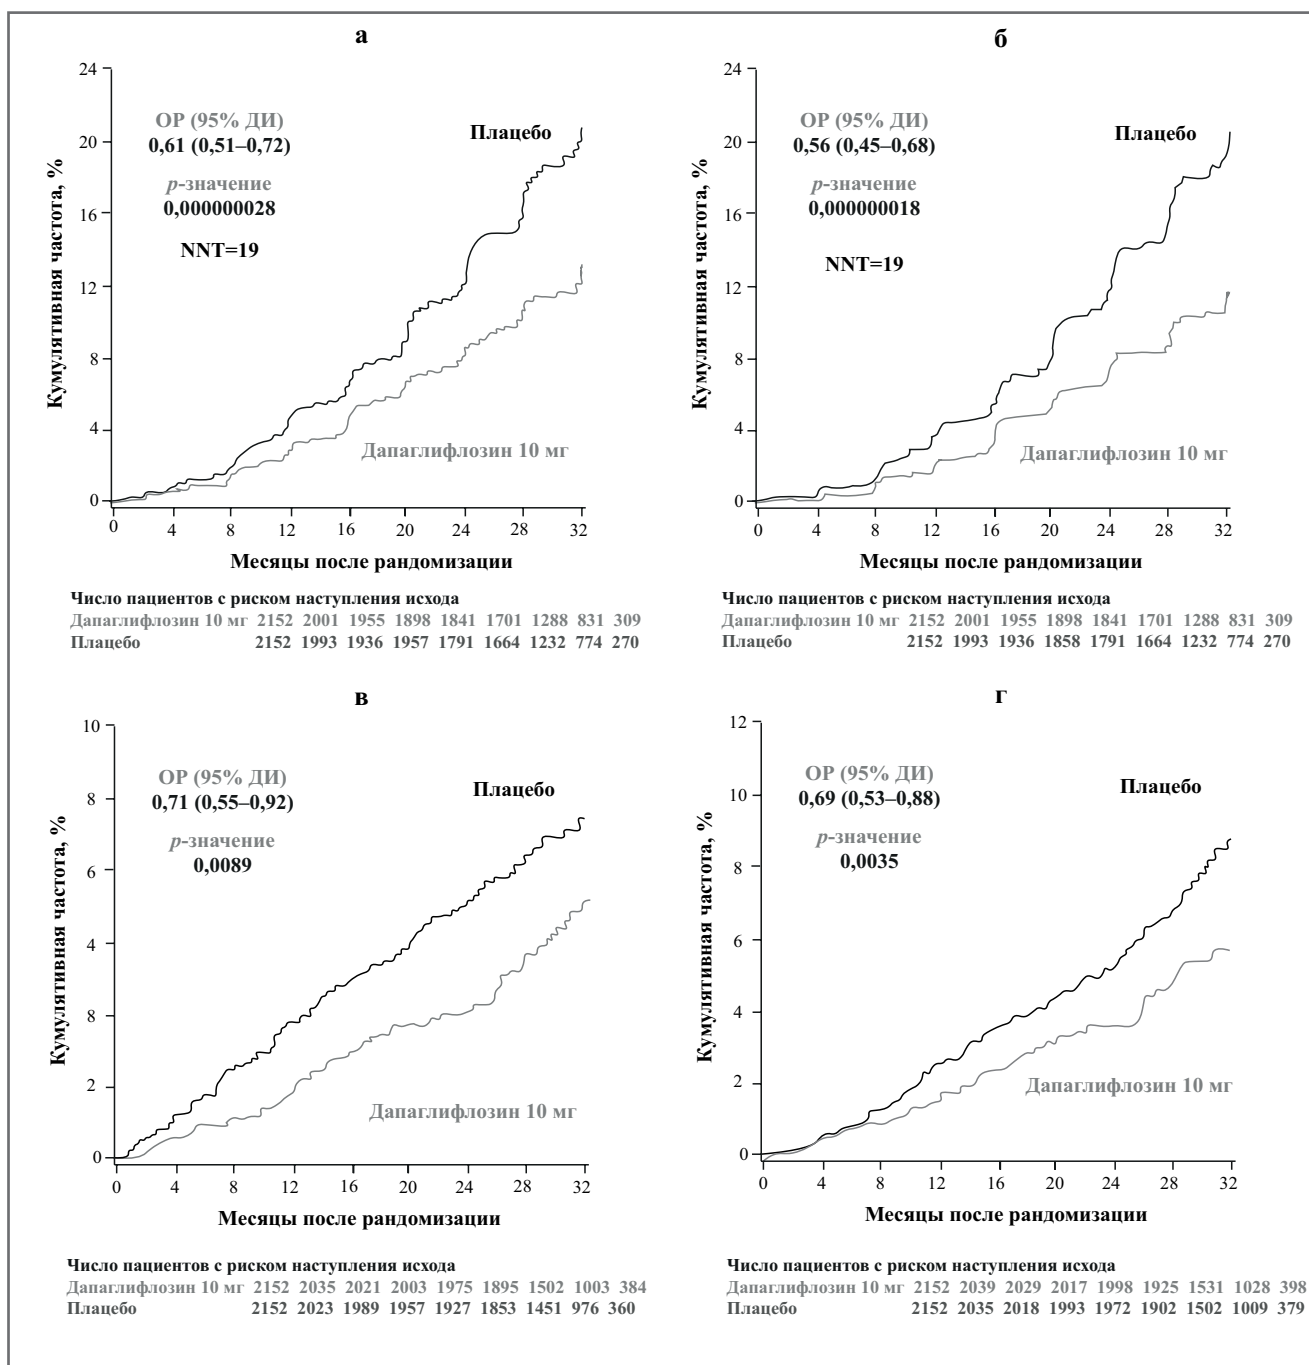 а
24
20
16
12
8
4
0
Кумулятивная частота, %
ОР (95% ДИ)
0,61 (0,51–0,72)
p-значение
0,000000028
NNT=19
Плацебо
Дапаглифлозин 10 мг
0 4 8 12 16 20 24 28 32
Месяцы после рандомизации
Число пациентов с риском наступления исхода
Дапаглифлозин 10 мг 2152 2001 1955 1898 1841 1701 1288 831 309
Плацебо 2152 1993 1936 1957 1791 1664 1232 774 270
б
24
20
16
12
8
4
0
Кумулятивная частота, %
ОР (95% ДИ)
0,56 (0,45–0,68)
p-значение
0,000000018
NNT=19
Плацебо
Дапаглифлозин 10 мг
0 4 8 12 16 20 24 28 32
Месяцы после рандомизации
Число пациентов с риском наступления исхода
Дапаглифлозин 10 мг 2152 2001 1955 1898 1841 1701 1288 831 309
Плацебо 2152 1993 1936 1858 1791 1664 1232 774 270
в
10
8
6
4
8
2
0
Кумулятивная частота, %
ОР (95% ДИ)
0,71 (0,55–0,92)
p-значение
0,0089
Плацебо
Дапаглифлозин 10 мг
0 4 8 12 16 20 24 28 32
Месяцы после рандомизации
Число пациентов с риском наступления исхода
Дапаглифлозин 10 мг 2152 2035 2021 2003 1975 1895 1502 1003 384
Плацебо 2152 2023 1989 1957 1927 1853 1451 976 360
г
12
10
8
6
4
2
0
Кумулятивная частота, %
ОР (95% ДИ)
0,69 (0,53–0,88)
p-значение
0,0035
Плацебо
Дапаглифлозин 10 мг
0 4 8 12 16 20 24 28 32
Месяцы после рандомизации
Число пациентов с риском наступления исхода
Дапаглифлозин 10 мг 2152 2039 2029 2017 1998 1925 1531 1028 398
Плацебо 2152 2035 2018 1993 1972 1902 1502 1009 379